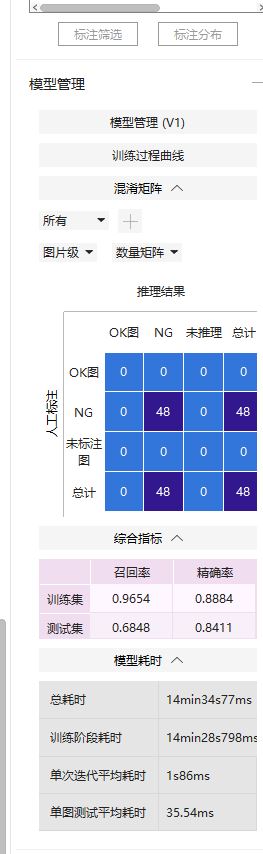 标注筛选 标注分布
模型管理
模型管理 (V1)
训练过程曲线
混淆矩阵
所有
图片级 数量矩阵
推理结果
OK图 NG 未推理 总计
人工标注
OK图 0 0 0 0
NG 0 48 0 48
未标注图 0 0 0 0
总计 0 48 0 48
综合指标
召回率 精确率
训练集 0.9654 0.8884
测试集 0.6848 0.8411
模型耗时
总耗时 14min34s77ms
训练阶段耗时 14min28s798ms
单次迭代平均耗时 1s86ms
单图测试平均耗时 35.54ms